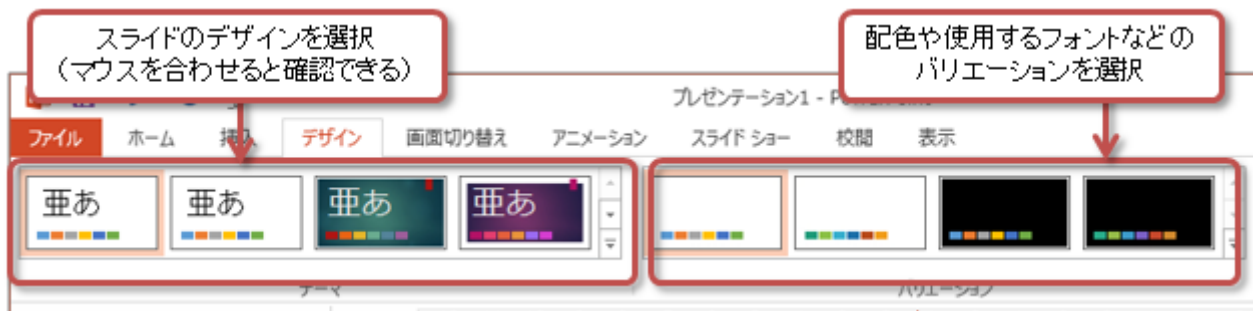 スライドのデザインを選択
（マウスを合わせると確認できる）
配色や使用するフォントなどの
バリエーションを選択
プレゼンテーション1 -
ファイル ホーム デザイン 画面切り替え アニメーション スライド ショー 校閲 表示
亜あ 亜あ 亜あ 亜あ
テーマ バリエーション